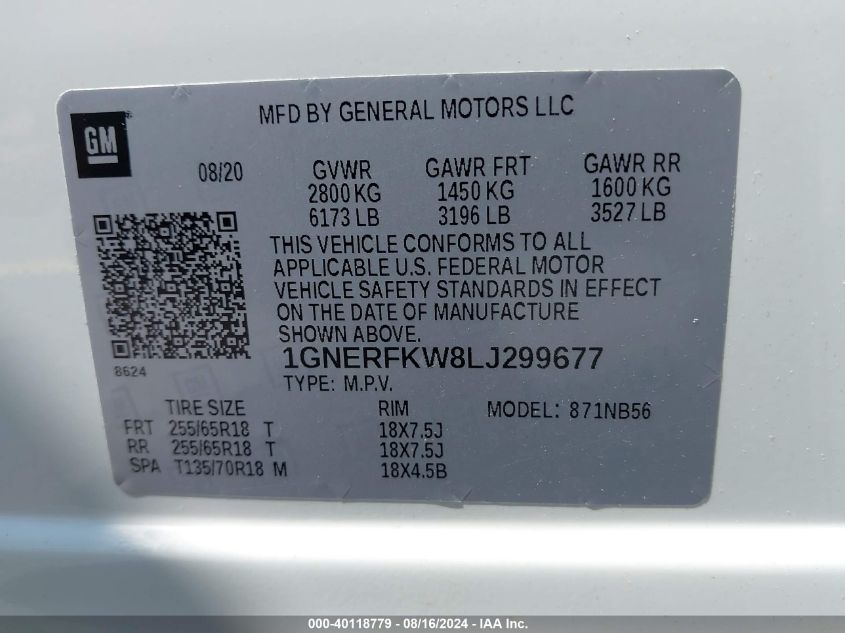 MFD BY GENERAL MOTORS LLC
GM
08/20 GVWR GAWR FRT GAWR RR
2800 KG 1450 KG 1600 KG
6173 LB 3196 LB 3527 LB
THIS VEHICLE CONFORMS TO ALL
APPLICABLE U.S. FEDERAL MOTOR
VEHICLE SAFETY STANDARDS IN EFFECT
ON THE DATE OF MANUFACTURE
SHOWN ABOVE.
1GNERFKW8LJ299677
8624
TYPE: M.P.V.
TIRE SIZE RIM MODEL: 871NB56
FRT 255/65R18 T 18X7.5J
RR 255/65R18 T 18X7.5J
SPA T135/70R18 M 18X4.5B
000-40118779 - 08/16/2024 - IAA Inc.